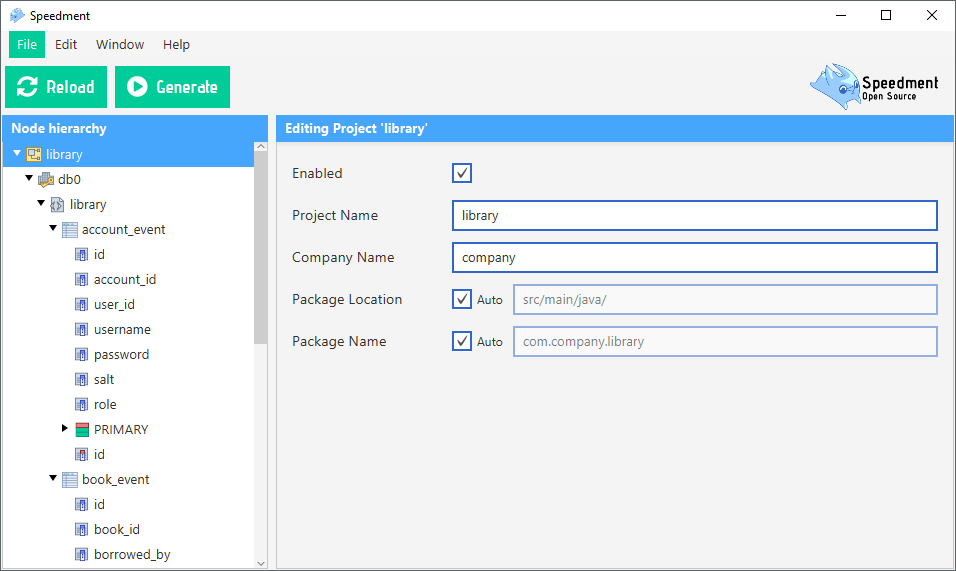 Speedment
File Edit Window Help
Reload Generate
Speedment
Open Source
Node hierarchy
library
db0
library
account_event
id
account_id
user_id
username
password
salt
role
PRIMARY
id
book_event
id
book_id
borrowed_by
Editing Project 'library'
Enabled
Project Name library
Company Name company
Package Location Auto src/main/java/
Package Name Auto com.company.library